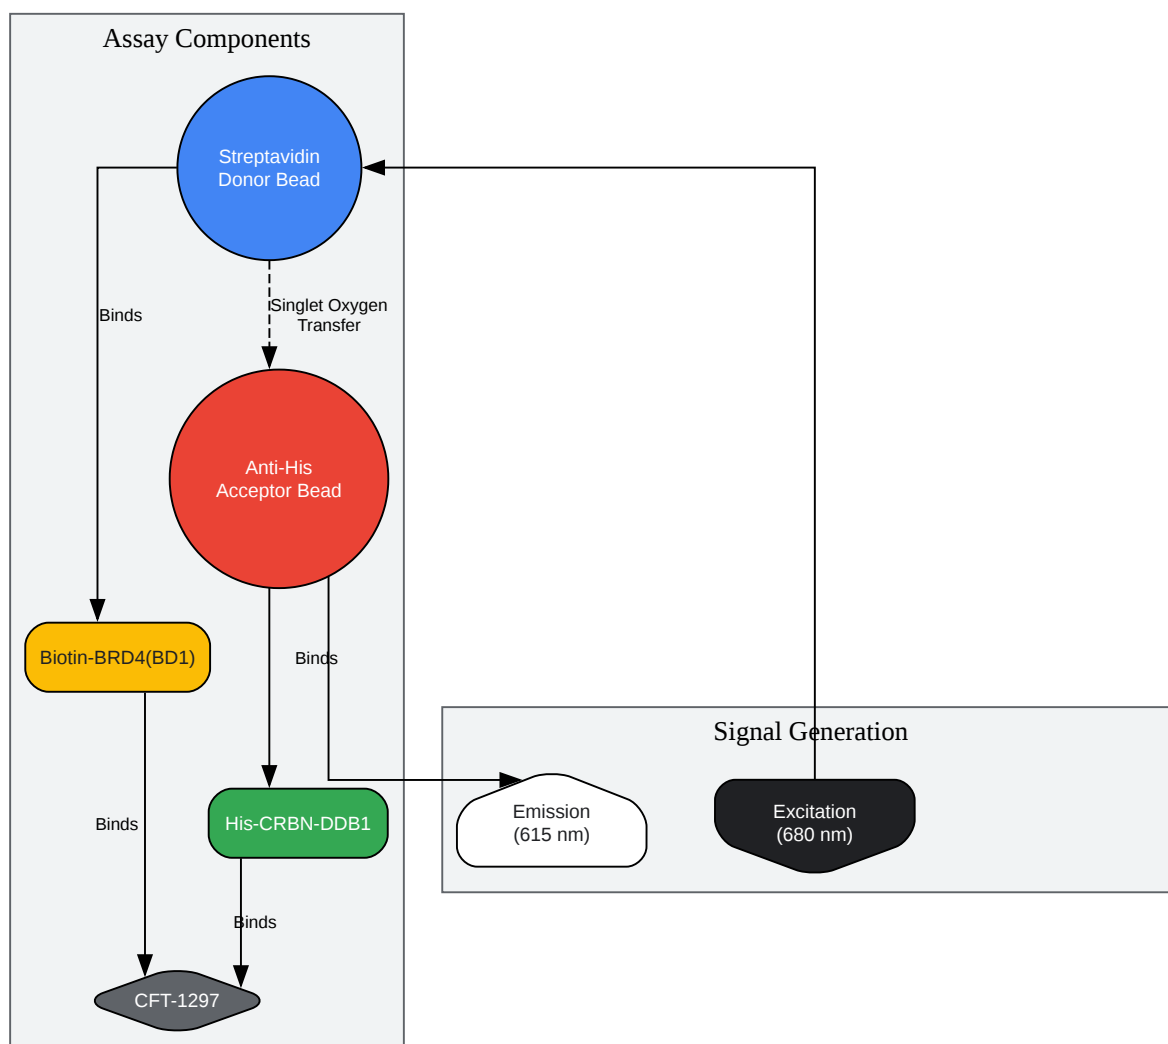 Assay Components
Streptavidin
Donor Bead
Binds
Singlet Oxygen
Transfer
Anti-His
Acceptor Bead
Biotin-BRD4(BD1)
Binds
Signal Generation
Binds
His-CRBN-DDB1
Emission
(615 nm)
Excitation
(680 nm)
Binds
CFT-1297